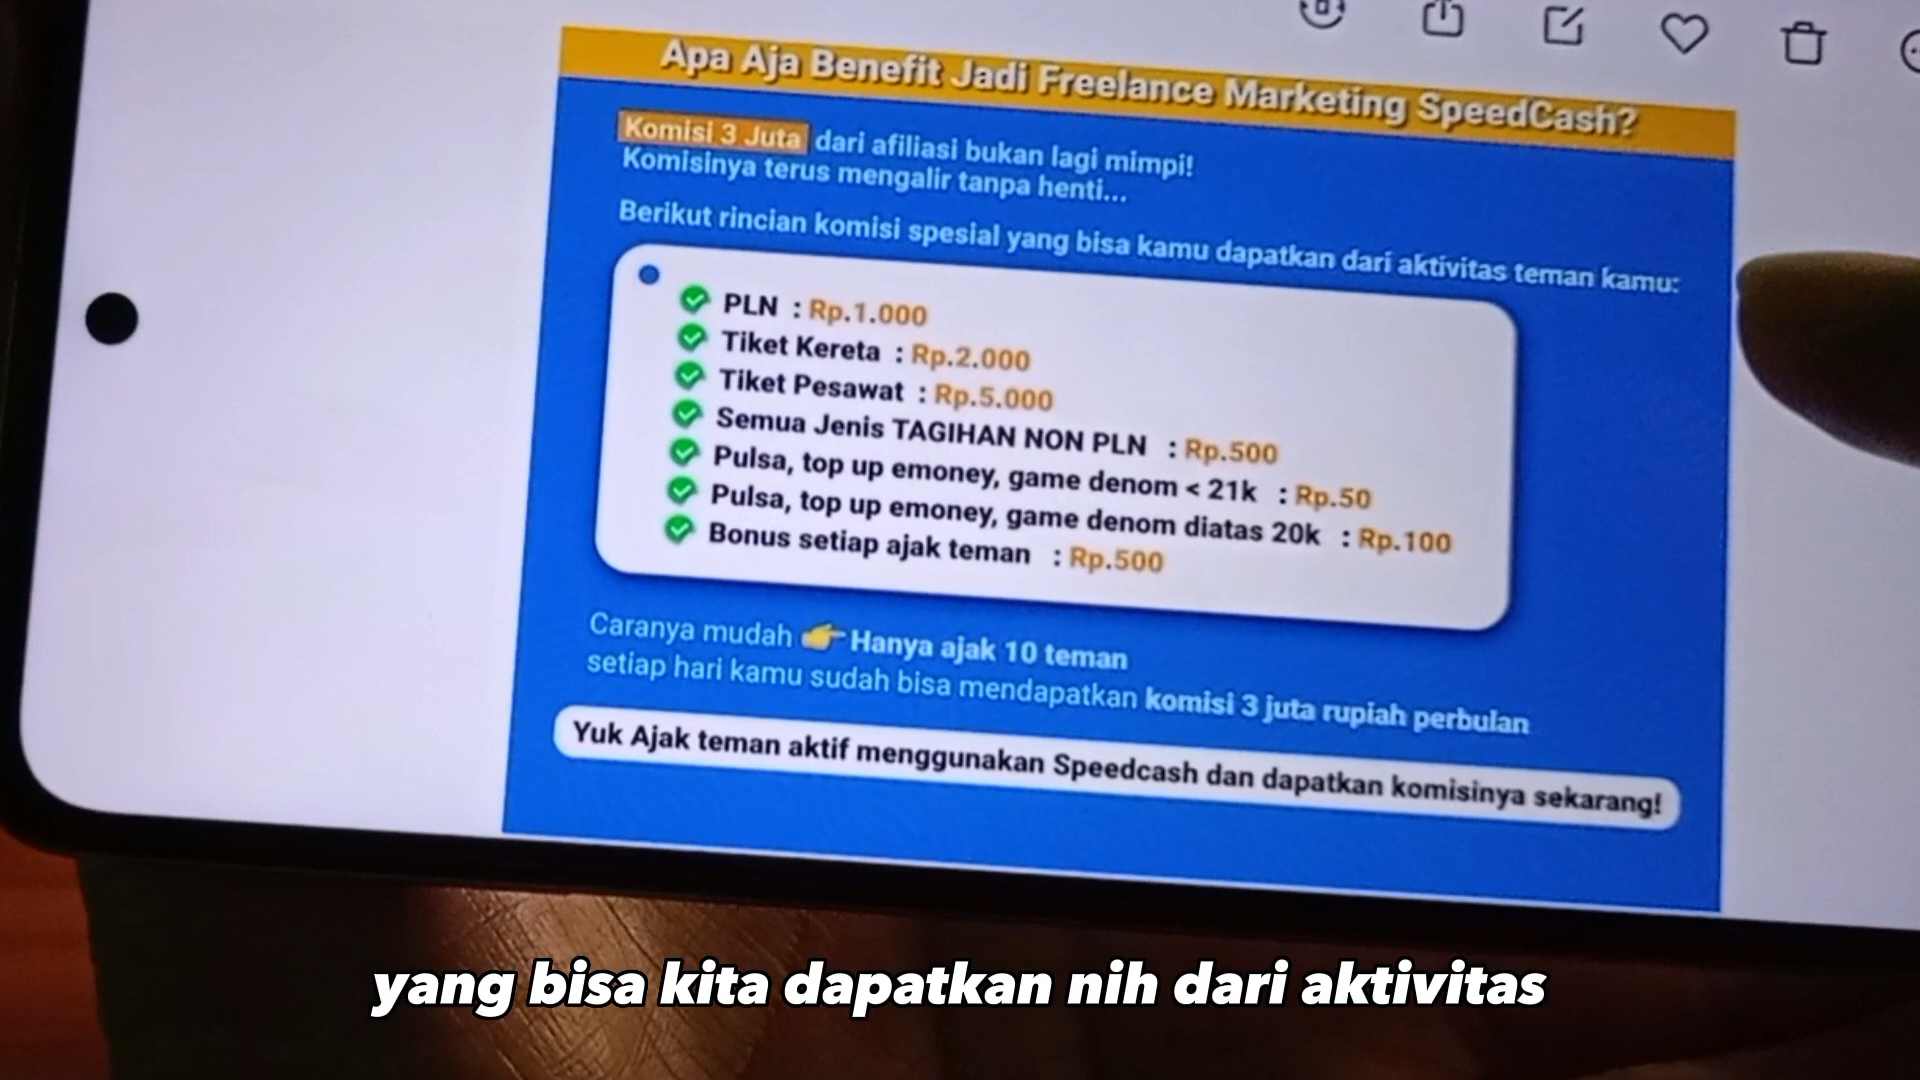 Apa Aja Benefit Jadi Freelance Marketing SpeedCash?
Komisi 3 Juta dari afiliasi bukan lagi mimpi!
Komisinya terus mengalir tanpa henti...
Berikut rincian komisi spesial yang bisa kamu dapatkan dari aktivitas teman kamu:
PLN : Rp.1.000
Tiket Kereta : Rp.2.000
Tiket Pesawat : Rp.5.000
Semua Jenis TAGIHAN NON PLN : Rp.500
Pulsa, top up emoney, game denom < 21k : Rp.50
Pulsa, top up emoney, game denom diatas 20k : Rp.100
Bonus setiap ajak teman : Rp.500
Caranya mudah 👉 Hanya ajak 10 teman
setiap hari kamu sudah bisa mendapatkan komisi 3 juta rupiah perbulan
Yuk Ajak teman aktif menggunakan Speedcash dan dapatkan komisinya sekarang!
yang bisa kita dapatkan nih dari aktivitas